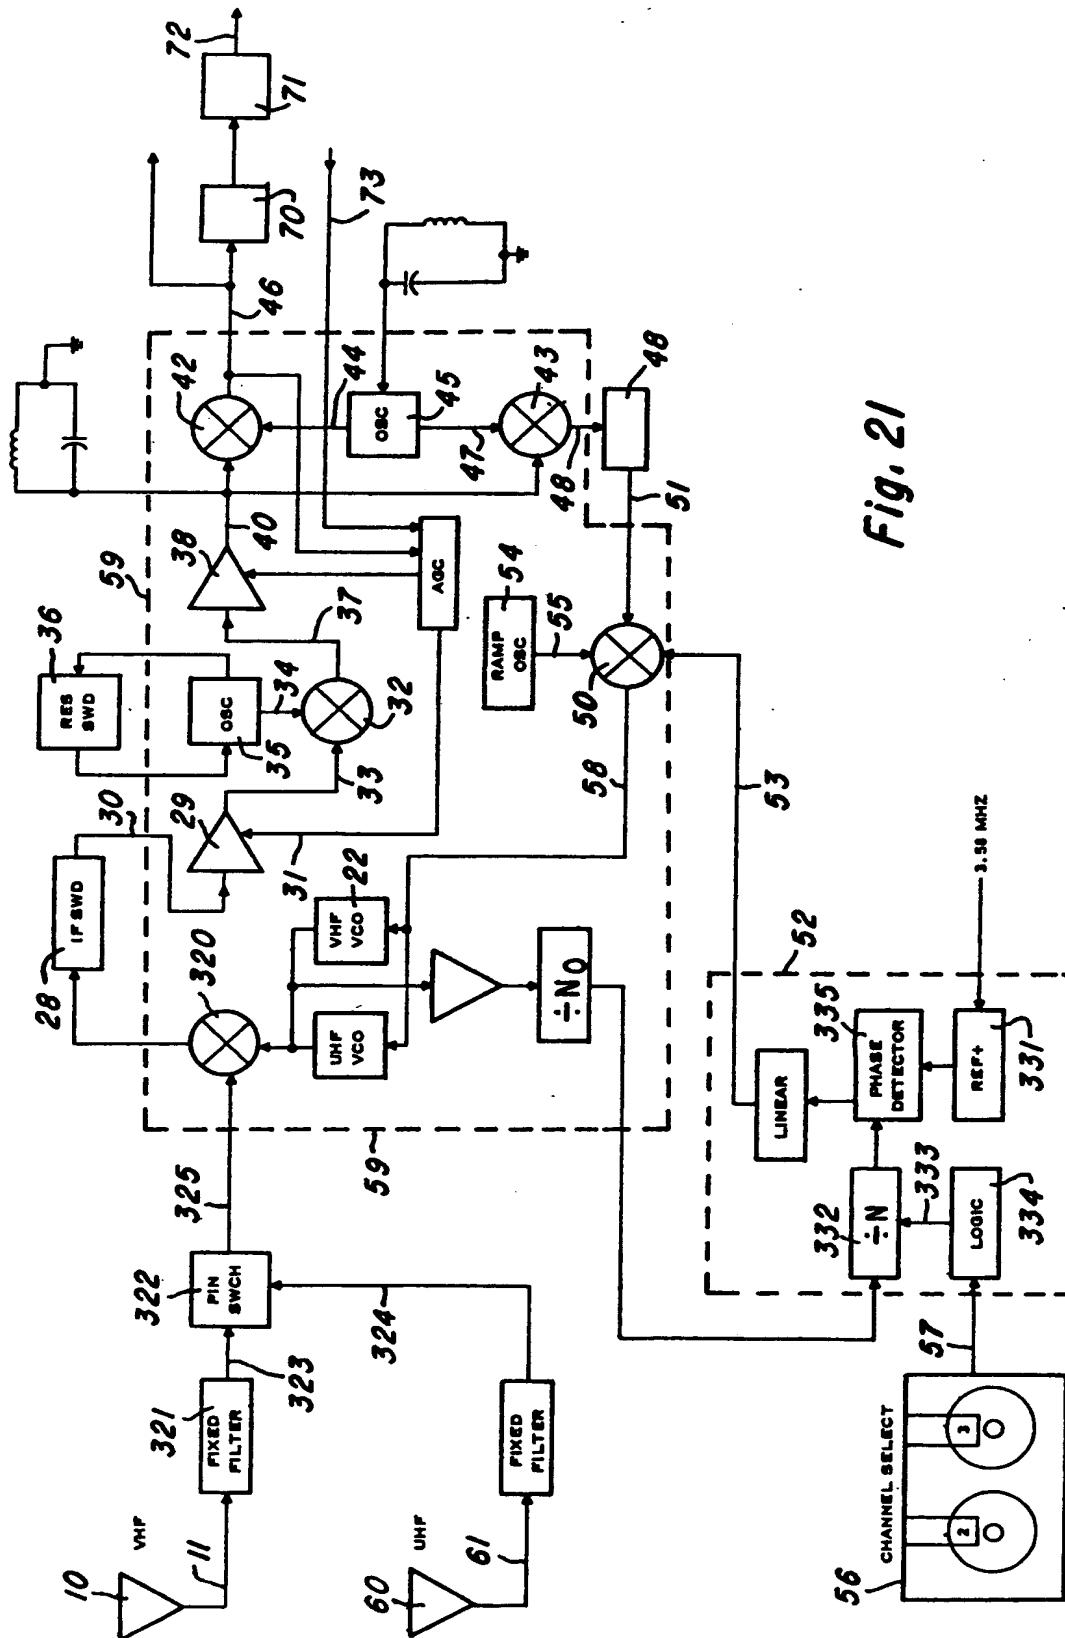 10
VHF
11
321
FIXED
FILTER
323
322
PIN
SWCH
325
324
60
UHF
61
FIXED
FILTER
59
28
IF SWD
30
320
29
31
33
UHF
VCO
VHF
VCO
22
÷N0
36
RES
SWD
OSC
35
34
32
37
59
38
40
AGC
42
44
OSC
45
47
43
48
48
46
70
71
72
73
RAMP
OSC
54
55
50
51
58
53
52
LINEAR
335
PHASE
DETECTOR
REF÷
331
3.58 MHZ
332
÷N
333
LOGIC
334
57
56
CHANNEL SELECT
2
3
Fig. 21